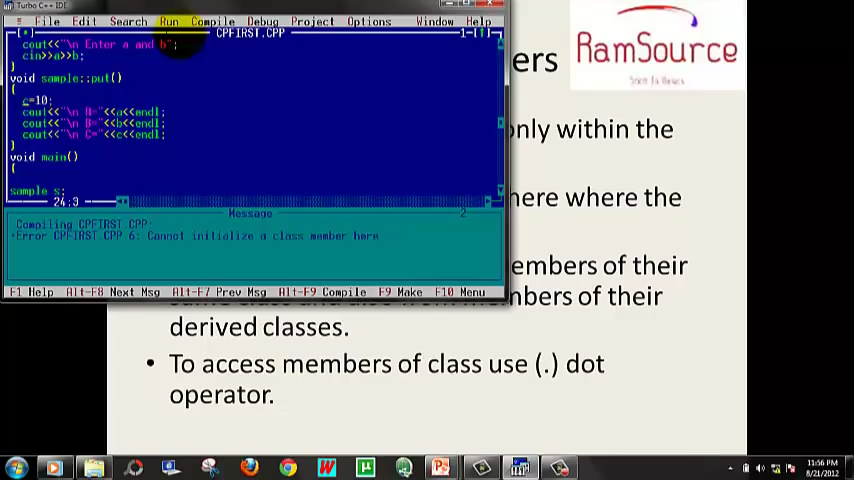 Turbo C++ IDE
≡ File Edit Search Run Compile Debug Project Options Window Help
CPFIRST.CPP 1
cout<<"\n Enter a and b";
cin>>a>>b;
}
void sample::put()
{
c=10;
cout<<"\n A="<<a<<endl;
cout<<"\n B="<<b<<endl;
cout<<"\n C="<<c<<endl;
}
void main()
{
sample s;
24:3
Message 2
Compiling CPFIRST.CPP:
Error CPFIRST.CPP 6: Cannot initialize a class member here
F1 Help Alt-F8 Next Msg Alt-F7 Prev Msg Alt-F9 Compile F9 Make F10 Menu
ers
RamSource
only within the
here where the
embers of their
members of their
derived classes.
• To access members of class use (.) dot
operator.
11:56 PM
8/21/2012